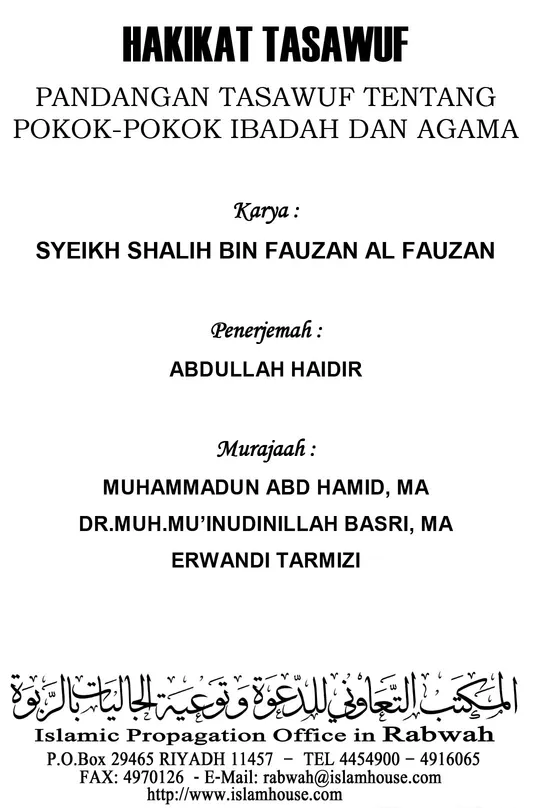 HAKIKAT TASAWUF
PANDANGAN TASAWUF TENTANG
POKOK-POKOK IBADAH DAN AGAMA
Karya :
SYEIKH SHALIH BIN FAUZAN AL FAUZAN
Penerjemah :
ABDULLAH HAIDIR
Murajaah :
MUHAMMADUN ABD HAMID, MA
DR.MUH.MU’INUDINILLAH BASRI, MA
ERWANDI TARMIZI
المكتب التعاوني للدعوة وتوعية الجاليات بالربوة
Islamic Propagation Office in Rabwah
P.O.Box 29465 RIYADH 11457 – TEL 4454900 – 4916065
FAX: 4970126 - E-Mail: rabwah@islamhouse.com
http://www.islamhouse.com